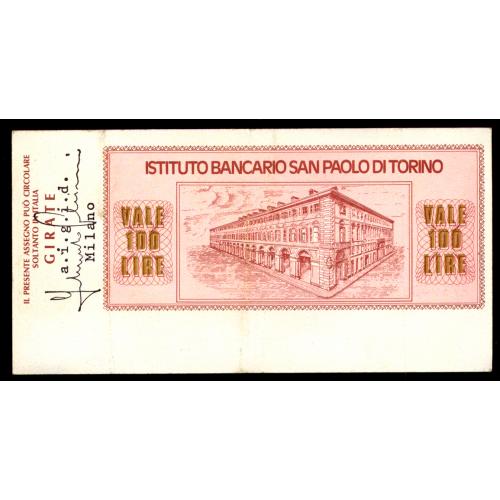 IL PRESENTE ASSEGNO PUÒ CIRCOLARE
SOLTANTO IN ITALIA
GIRATE
a.i.g.j.d.
Milano
ISTITUTO BANCARIO SAN PAOLO DI TORINO
VALE
100
LIRE
VALE
100
LIRE